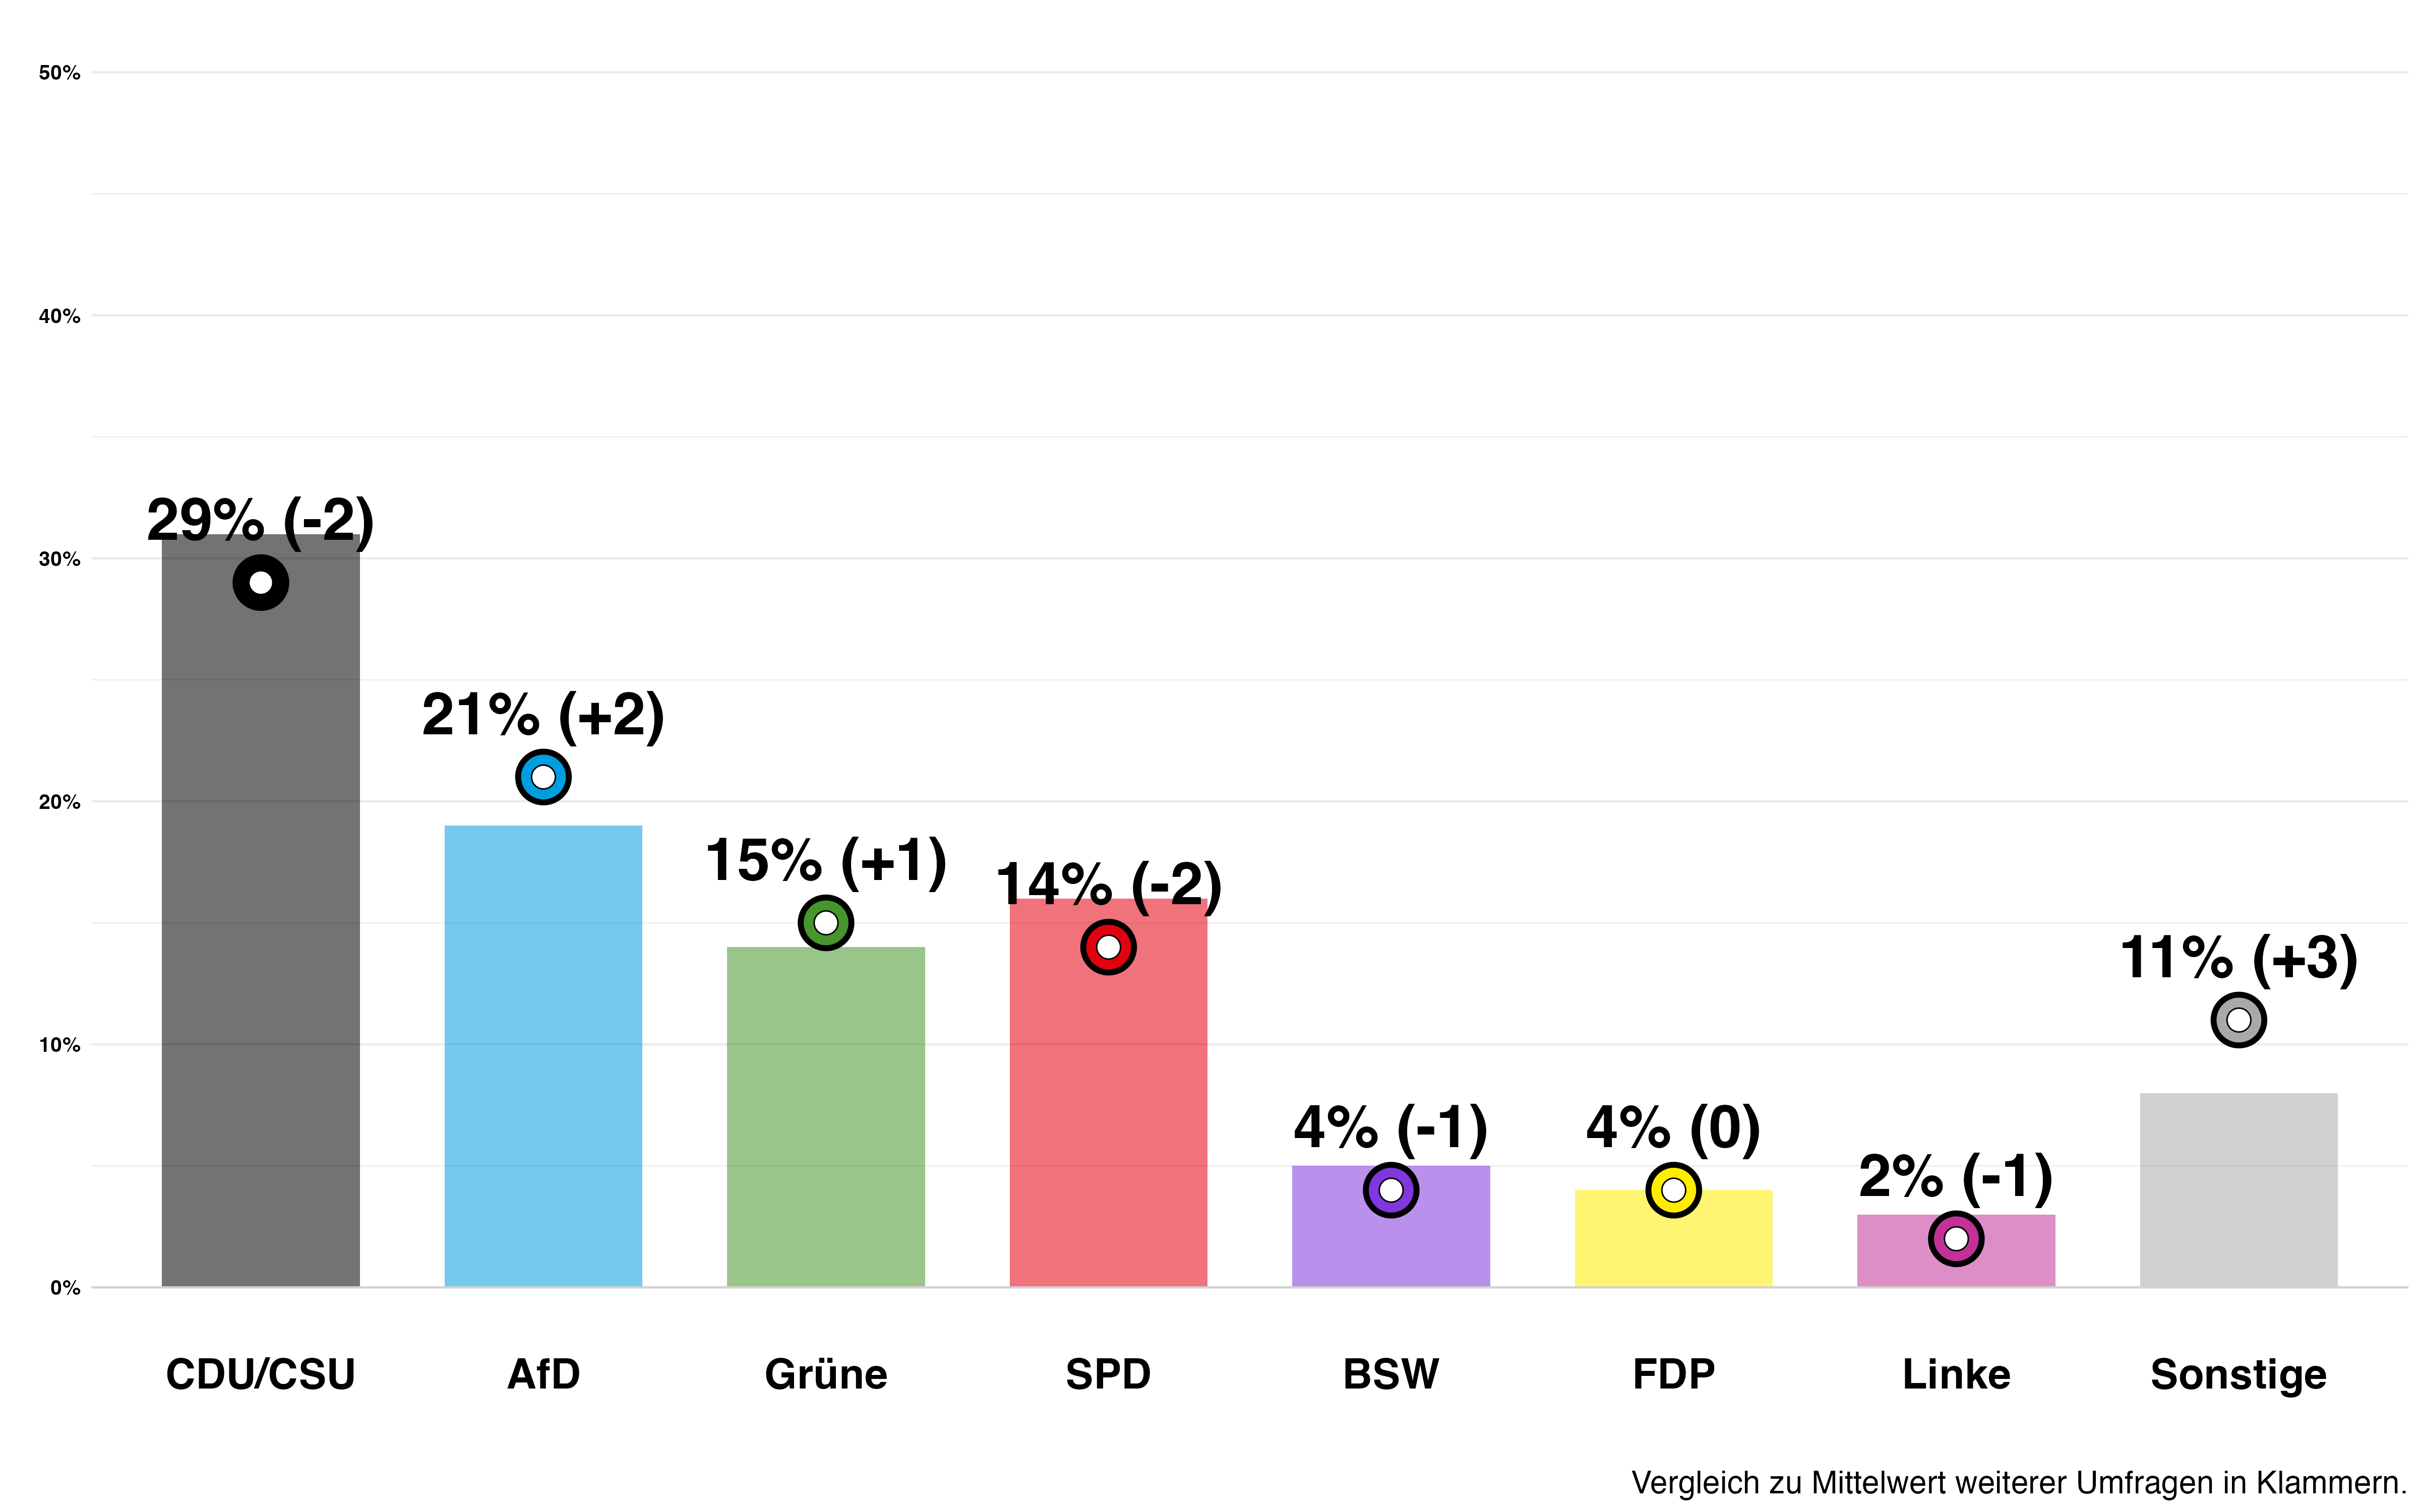 50%
40%
30%
20%
10%
0%
29% (-2)
21% (+2)
15% (+1)
14% (-2)
4% (-1)
4% (0)
2% (-1)
11% (+3)
CDU/CSU
AfD
Grüne
SPD
BSW
FDP
Linke
Sonstige
Vergleich zu Mittelwert weiterer Umfragen in Klammern.